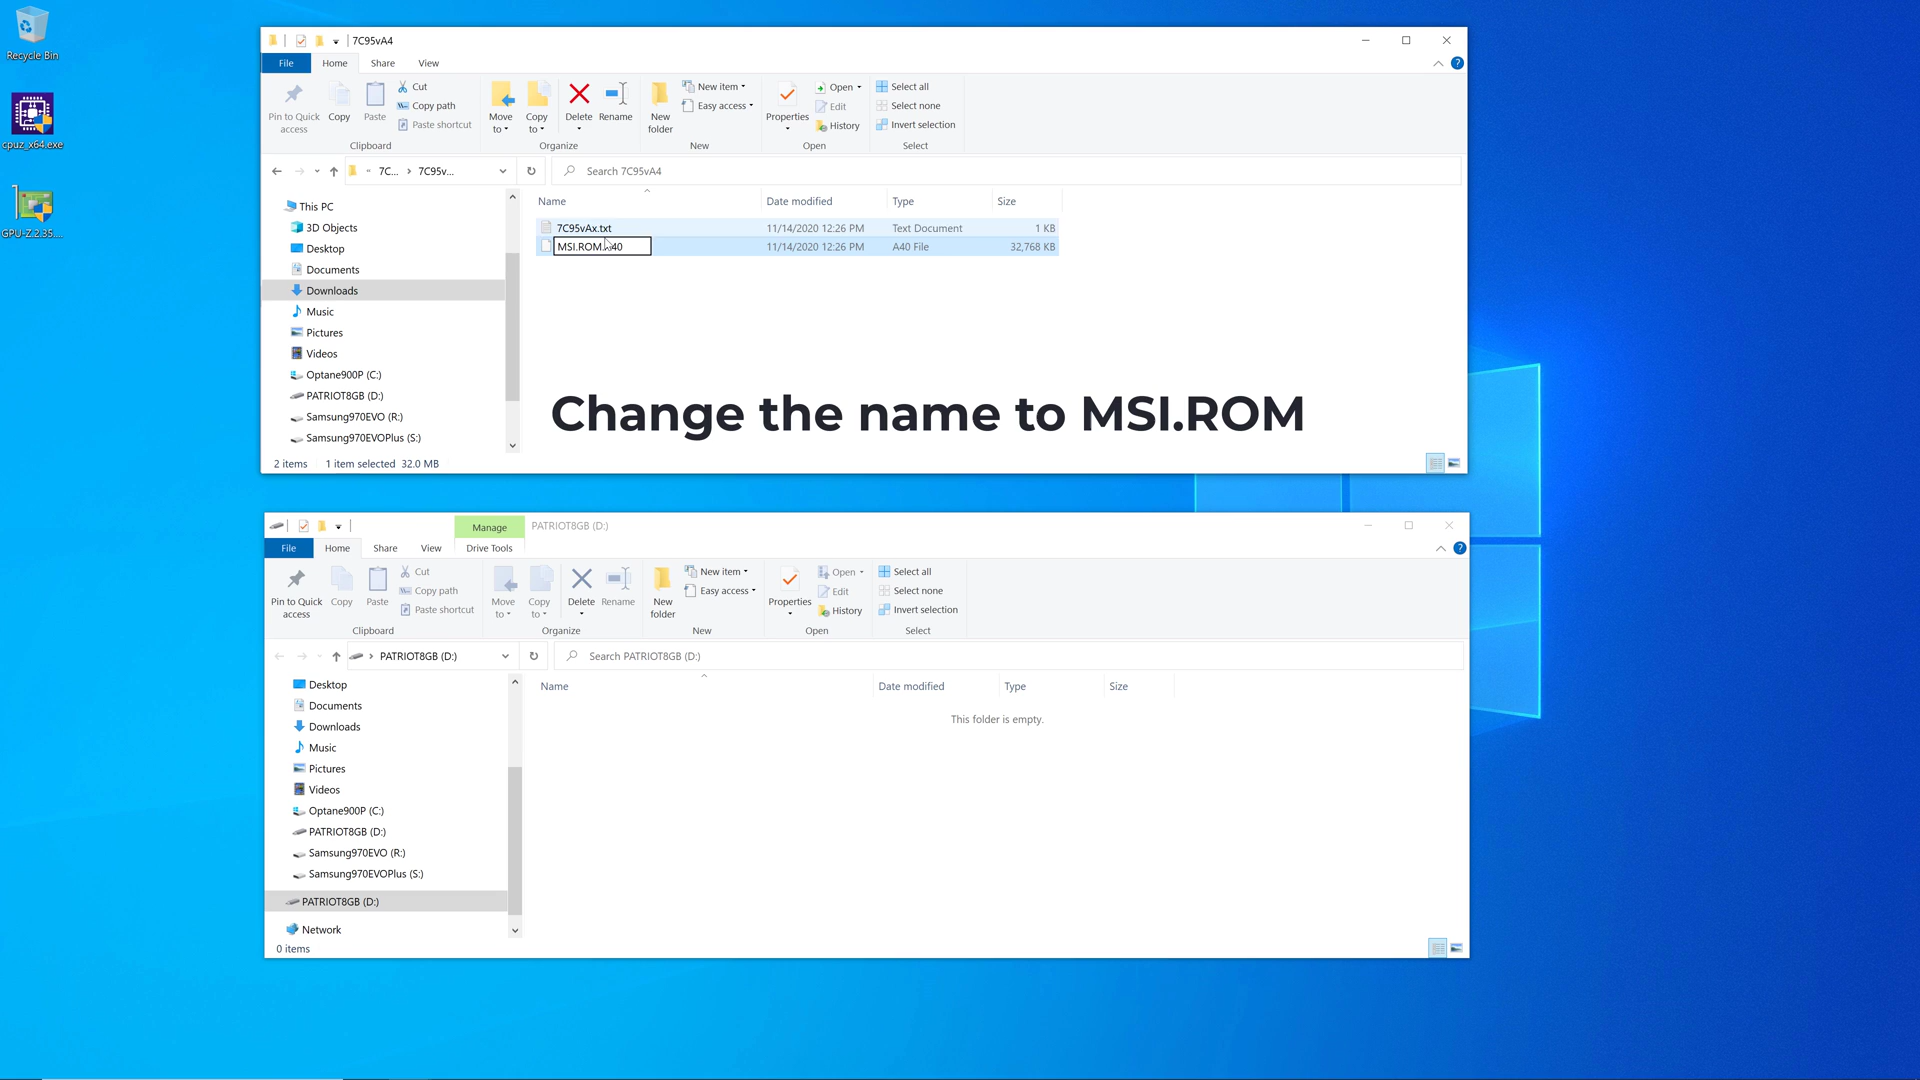 Recycle Bin
cpuz_x64.exe
GPU-Z.2.35....
7C95vA4
File Home Share View
Pin to Quick access
Copy
Paste
Cut
Copy path
Paste shortcut
Clipboard
Move to
Copy to
Delete
Rename
Organize
New folder
New item
Easy access
New
Properties
Open
Edit
History
Open
Select all
Select none
Invert selection
Select
7C... > 7C95v...
Search 7C95vA4
This PC
3D Objects
Desktop
Documents
Downloads
Music
Pictures
Videos
Optane900P (C:)
PATRIOT8GB (D:)
Samsung970EVO (R:)
Samsung970EVOPlus (S:)
Name Date modified Type Size
7C95vAx.txt 11/14/2020 12:26 PM Text Document 1 KB
MSI.ROM. 40 11/14/2020 12:26 PM A40 File 32,768 KB
Change the name to MSI.ROM
2 items 1 item selected 32.0 MB
Manage PATRIOT8GB (D:)
File Home Share View Drive Tools
Pin to Quick access
Copy
Paste
Cut
Copy path
Paste shortcut
Clipboard
Move to
Copy to
Delete
Rename
Organize
New folder
New item
Easy access
New
Properties
Open
Edit
History
Open
Select all
Select none
Invert selection
Select
> PATRIOT8GB (D:)
Search PATRIOT8GB (D:)
Desktop
Documents
Downloads
Music
Pictures
Videos
Optane900P (C:)
PATRIOT8GB (D:)
Samsung970EVO (R:)
Samsung970EVOPlus (S:)
PATRIOT8GB (D:)
Network
Name Date modified Type Size
This folder is empty.
0 items